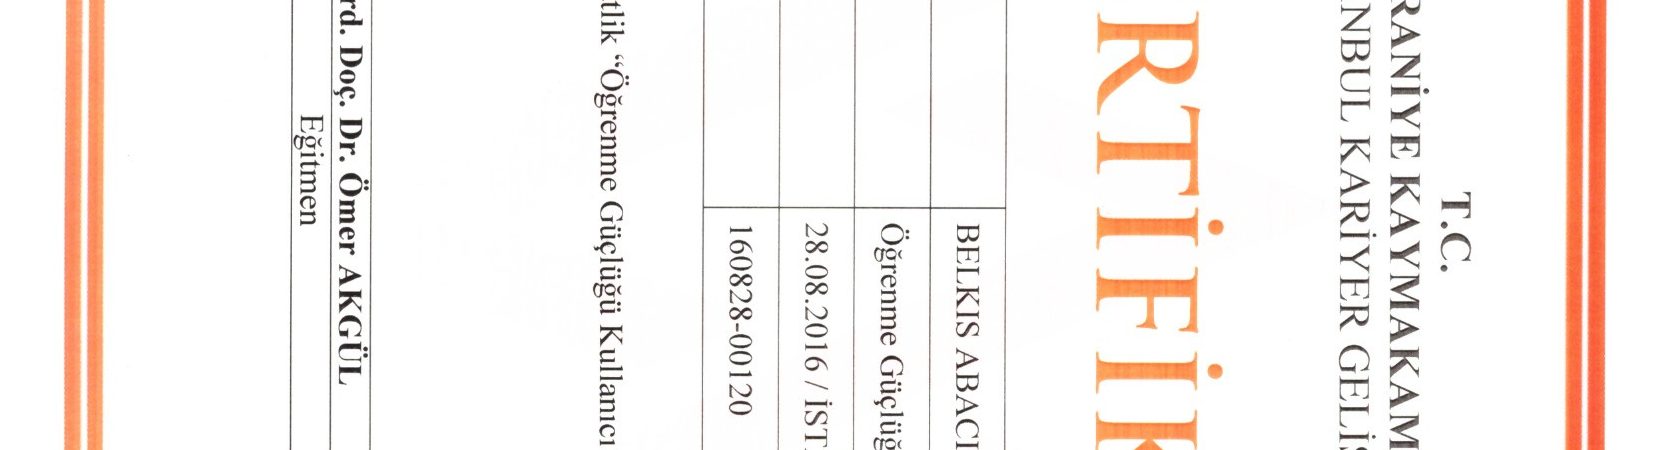 T.C.
RANİYE KAYMAKAM
NBUL KARİYER GELİŞ
RTİFİK
BELKIS ABACI
Öğrenme Güçlüğ
28.08.2016 / İST
160828-00120
tlik “Öğrenme Güçlüğü Kullanıcı
rd. Doç. Dr. Ömer AKGÜL
Eğitmen